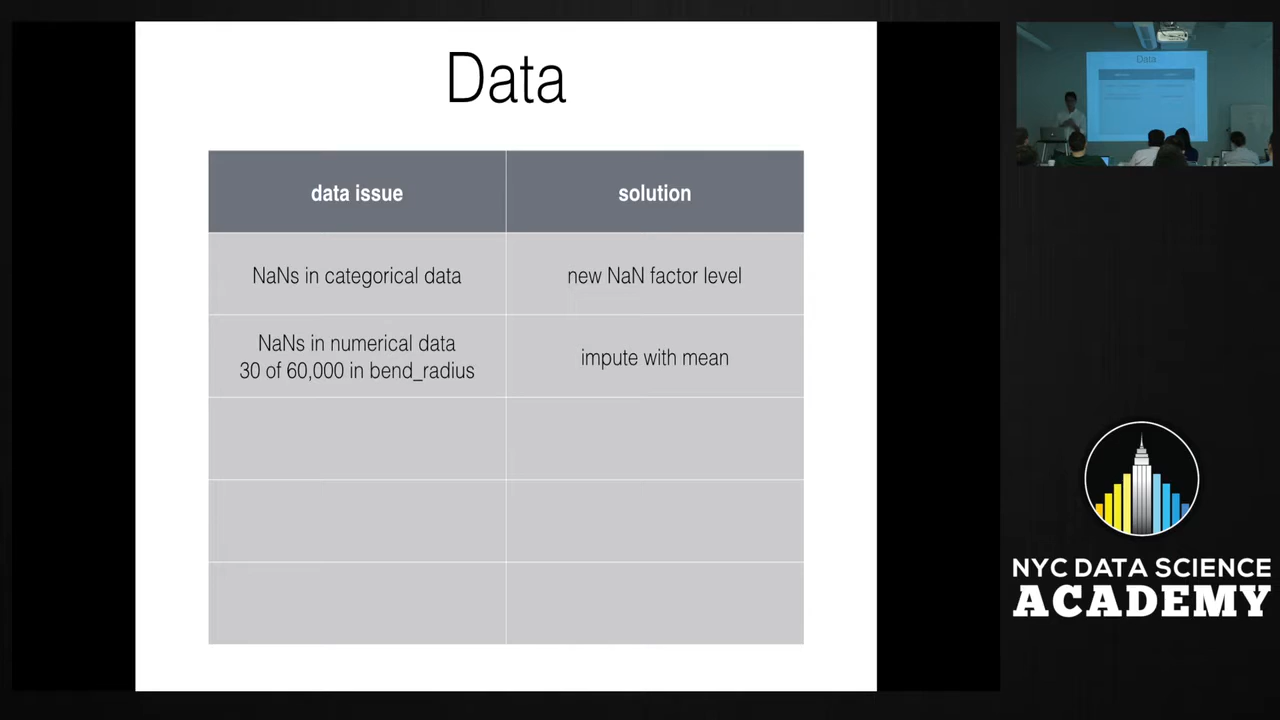 Data
data issue
solution
NaNs in categorical data
new NaN factor level
NaNs in numerical data
30 of 60,000 in bend_radius
impute with mean
Data
NYC DATA SCIENCE
ACADEMY